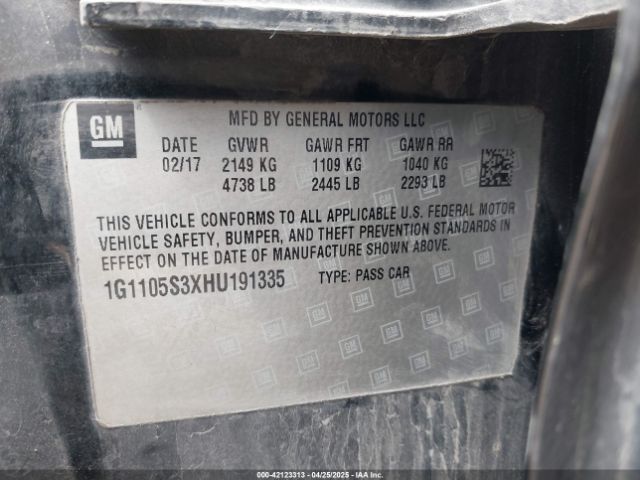 GM
MFD BY GENERAL MOTORS LLC
DATE GVWR GAWR FRT GAWR RR
02/17 2149 KG 1109 KG 1040 KG
4738 LB 2445 LB 2293 LB
THIS VEHICLE CONFORMS TO ALL APPLICABLE U.S. FEDERAL MOTOR
VEHICLE SAFETY, BUMPER, AND THEFT PREVENTION STANDARDS IN
EFFECT ON THE DATE OF MANUFACTURE SHOWN ABOVE.
1G1105S3XHU191335 TYPE: PASS CAR
00-42123313 - 04/25/2025 - IAA Inc.